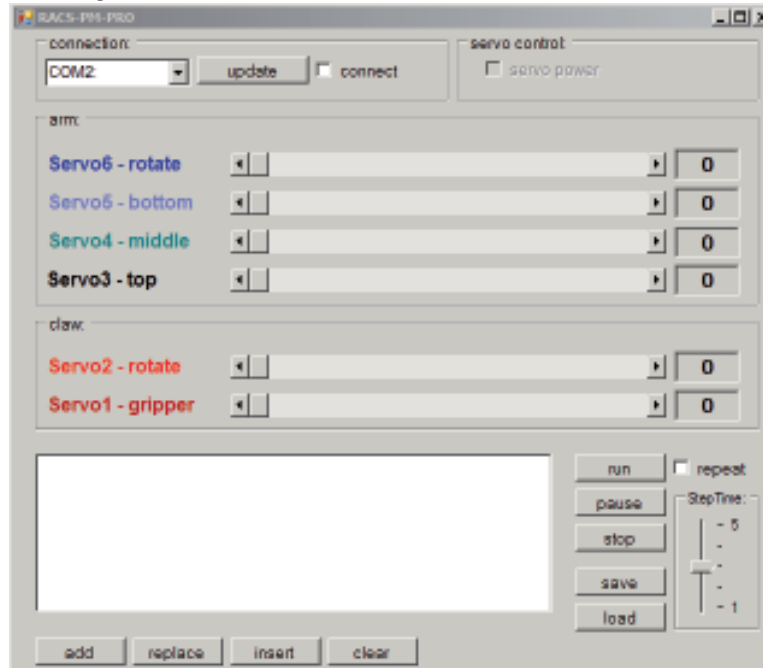 RACS-PM-PRO
connection: servo control:
COM2: update connect servo power
arm:
Servo6 - rotate 0
Servo5 - bottom 0
Servo4 - middle 0
Servo3 - top 0
claw:
Servo2 - rotate 0
Servo1 - gripper 0
run repeat
pause StepTime:
- 5
stop
save
- 1
load
add replace insert clear